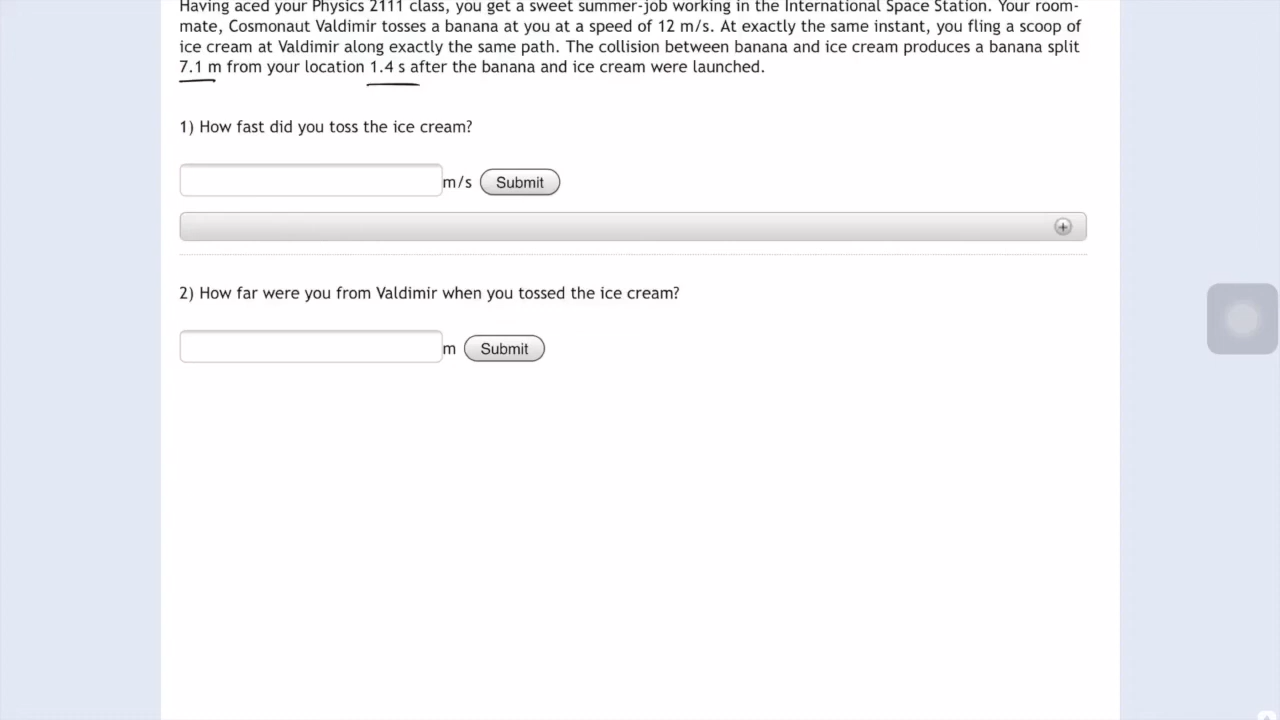 Having aced your Physics 2111 class, you get a sweet summer-job working in the International Space Station. Your room-
mate, Cosmonaut Valdimir tosses a banana at you at a speed of 12 m/s. At exactly the same instant, you fling a scoop of
ice cream at Valdimir along exactly the same path. The collision between banana and ice cream produces a banana split
7.1 m from your location 1.4 s after the banana and ice cream were launched.
1) How fast did you toss the ice cream?
m/s Submit
+
2) How far were you from Valdimir when you tossed the ice cream?
m Submit